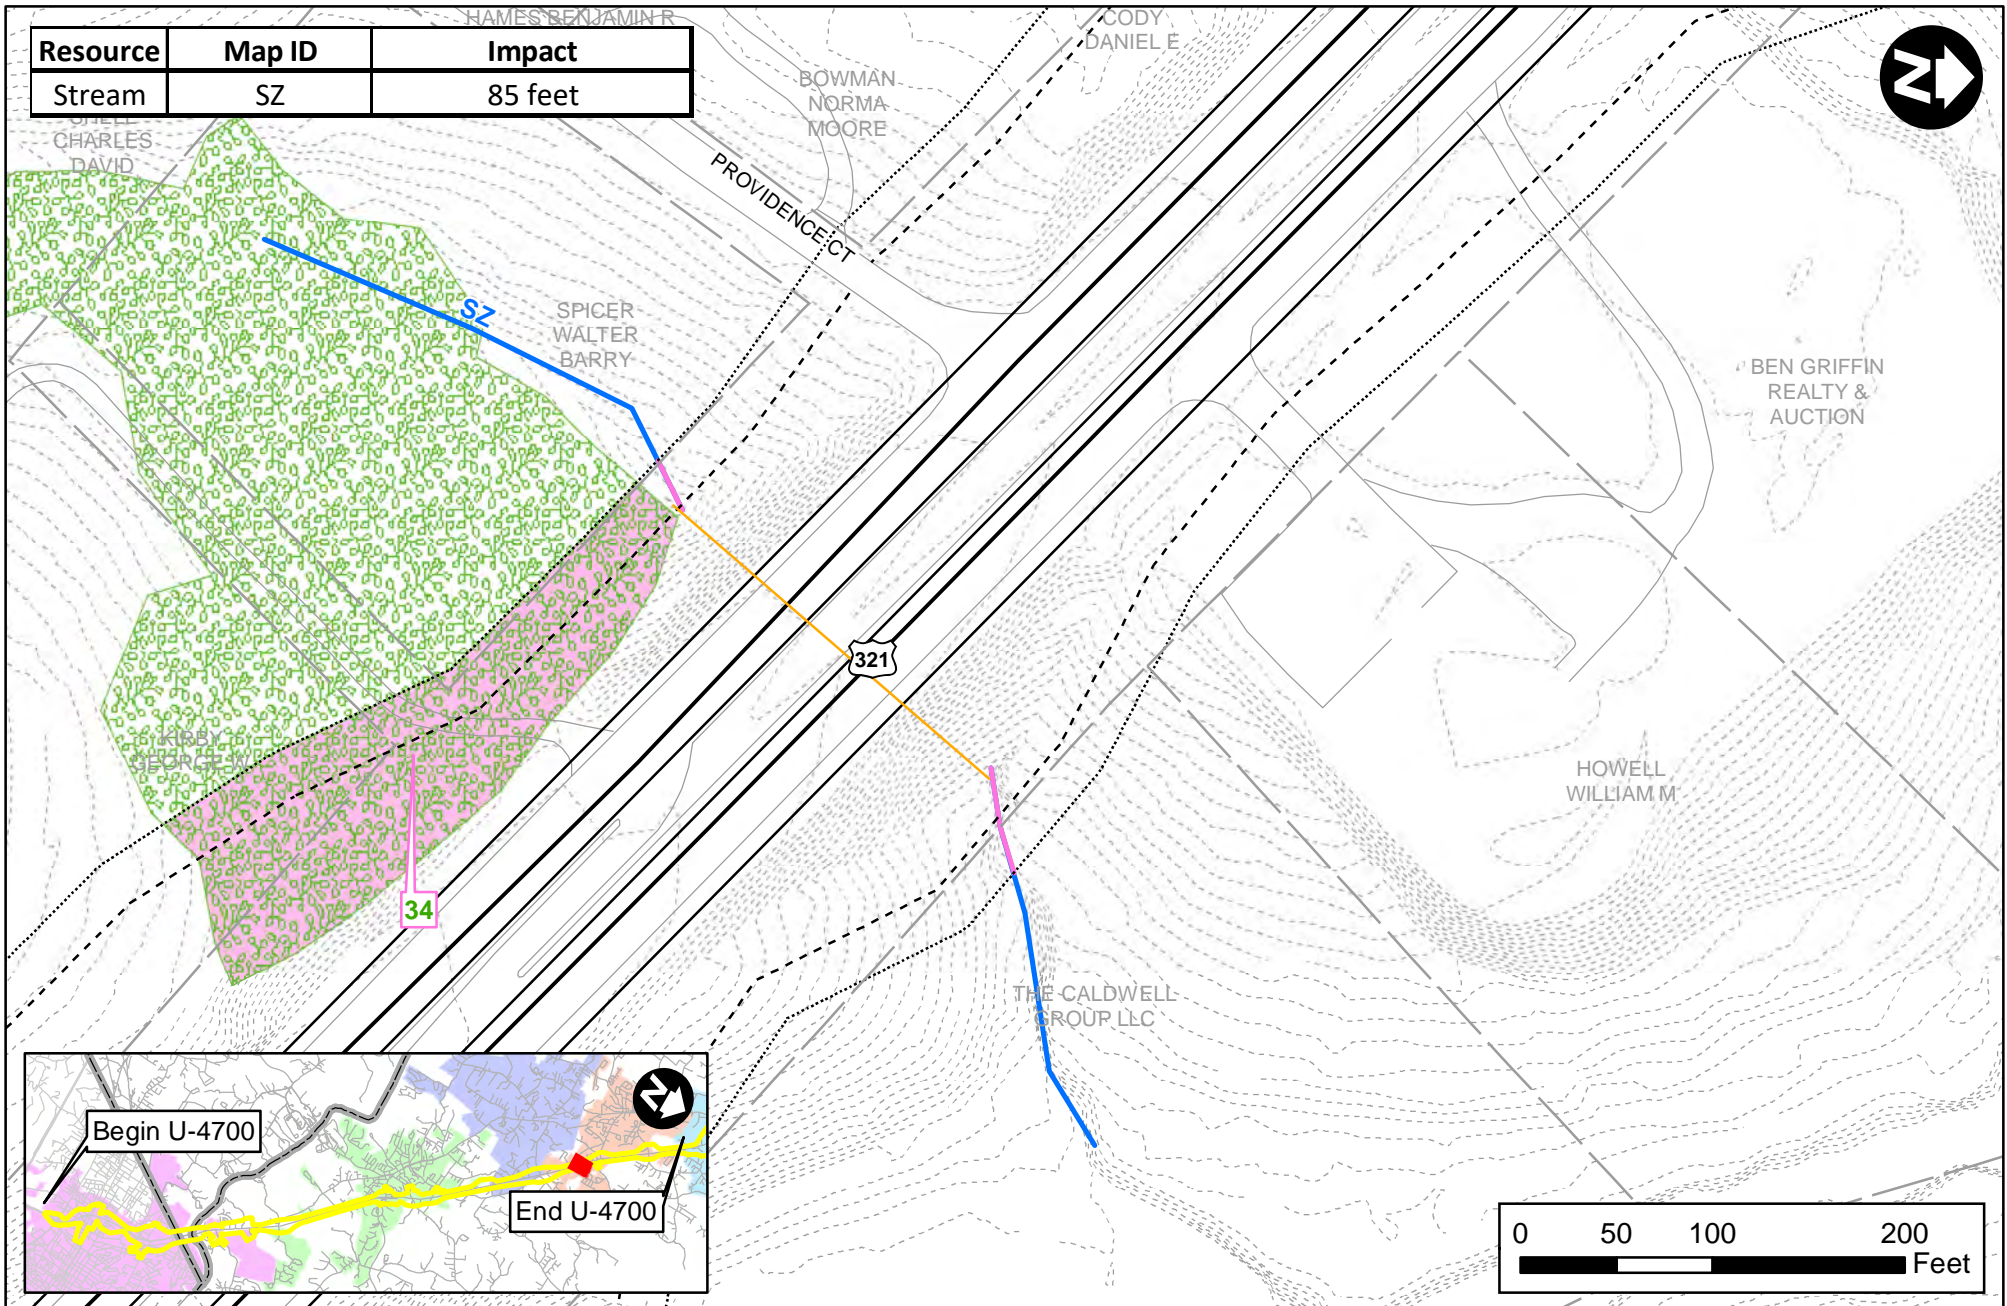 HAMES BENJAMIN R
CODY
DANIEL E
Resource Map ID Impact
Stream SZ 85 feet
N
SNELL
CHARLES
DAVID
BOWMAN
NORMA
MOORE
PROVIDENCE CT
SZ
SPICER
WALTER
BARRY
BEN GRIFFIN
REALTY &
AUCTION
321
KIRBY
GEORGE W
HOWELL
WILLIAM M
34
THE CALDWELL
GROUP LLC
N
Begin U-4700
End U-4700
0 50 100 200
Feet